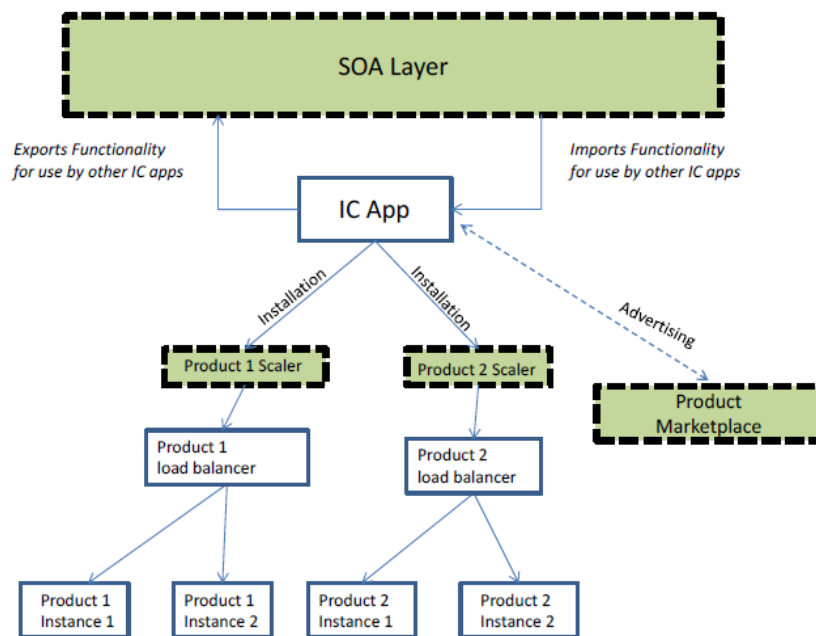 SOA Layer
Exports Functionality
for use by other IC apps
Imports Functionality
for use by other IC apps
IC App
Installation
Installation
Advertising
Product 1 Scaler
Product 2 Scaler
Product
Marketplace
Product 1
load balancer
Product 2
load balancer
Product 1
Instance 1
Product 1
Instance 2
Product 2
Instance 1
Product 2
Instance 2